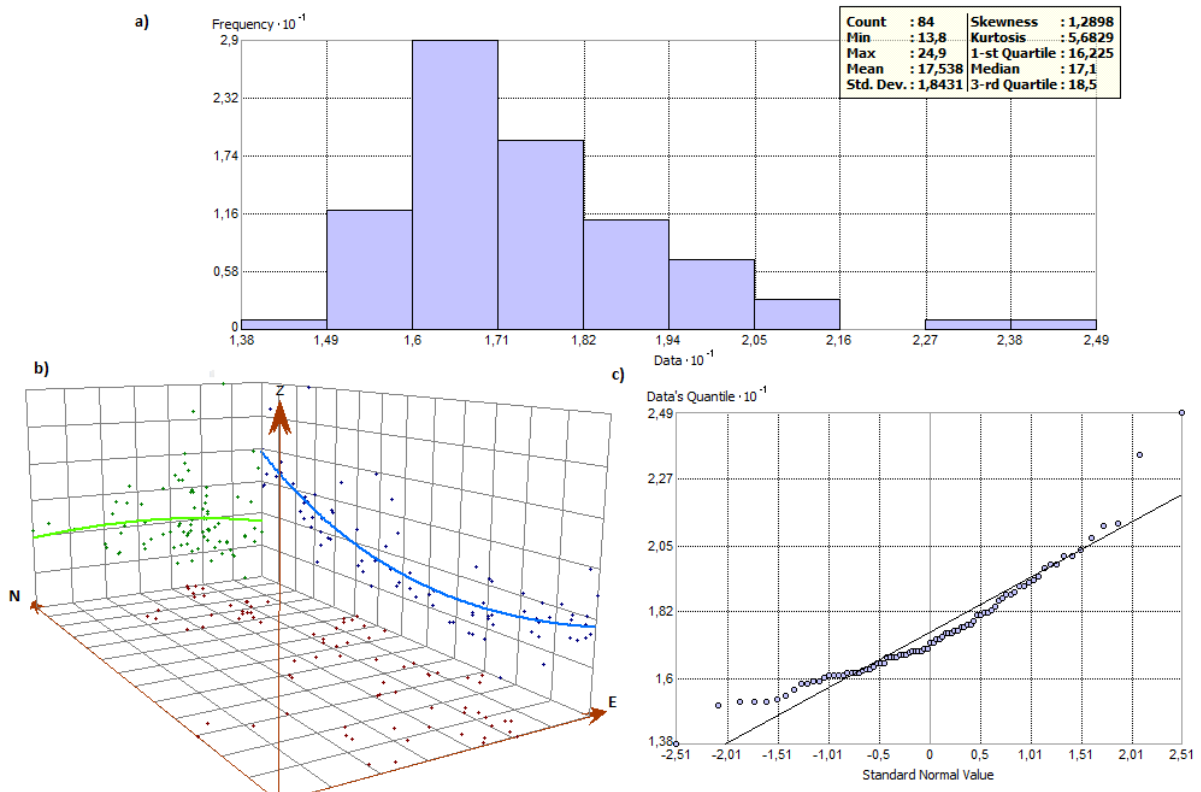 a)
Frequency · 10⁻¹
2,9
2,32
1,74
1,16
0,58
0
1,38 1,49 1,6 1,71 1,82 1,94 2,05 2,16 2,27 2,38 2,49
Data · 10⁻¹
Count : 84 Skewness : 1,2898
Min : 13,8 Kurtosis : 5,6829
Max : 24,9 1-st Quartile : 16,225
Mean : 17,538 Median : 17,1
Std. Dev. : 1,8431 3-rd Quartile : 18,5
b)
Z
N
E
c)
Data's Quantile · 10⁻¹
2,49
2,27
2,05
1,82
1,6
1,38
-2,51 -2,01 -1,01 -0,5 0 0,5 1,01 1,51 2,01 2,51
Standard Normal Value